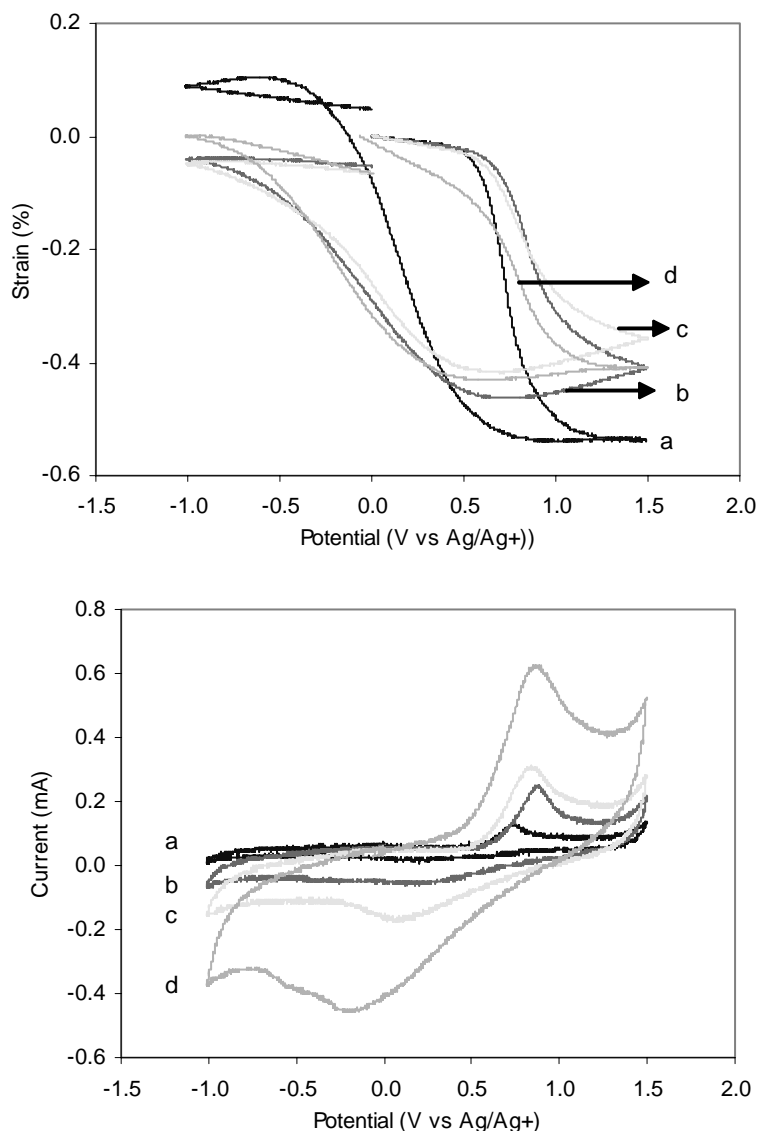 0.2
0.0
-0.2
-0.4
-0.6
Strain (%)
d
c
b
a
-1.5 -1.0 -0.5 0.0 0.5 1.0 1.5 2.0
Potential (V vs Ag/Ag+))
0.8
0.6
0.4
0.2
0.0
-0.2
-0.4
-0.6
Current (mA)
a
b
c
d
-1.5 -1.0 -0.5 0.0 0.5 1.0 1.5 2.0
Potential (V vs Ag/Ag+)